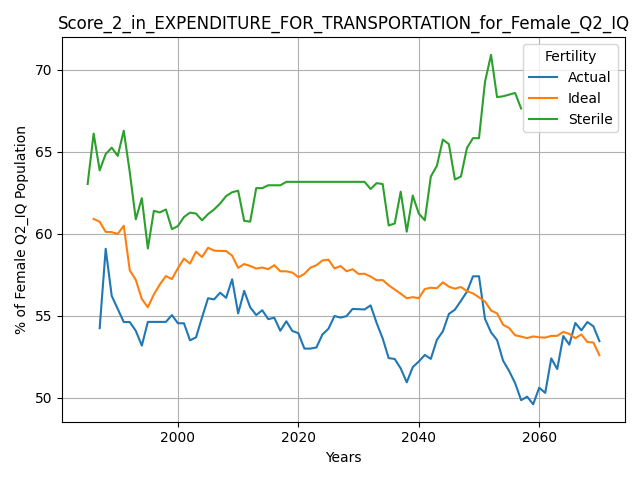 Score_2_in_EXPENDITURE_FOR_TRANSPORTATION_for_Female_Q2_IQ
% of Female Q2_IQ Population
70
65
60
55
50
Fertility
Actual
Ideal
Sterile
2000
2020
2040
2060
Years